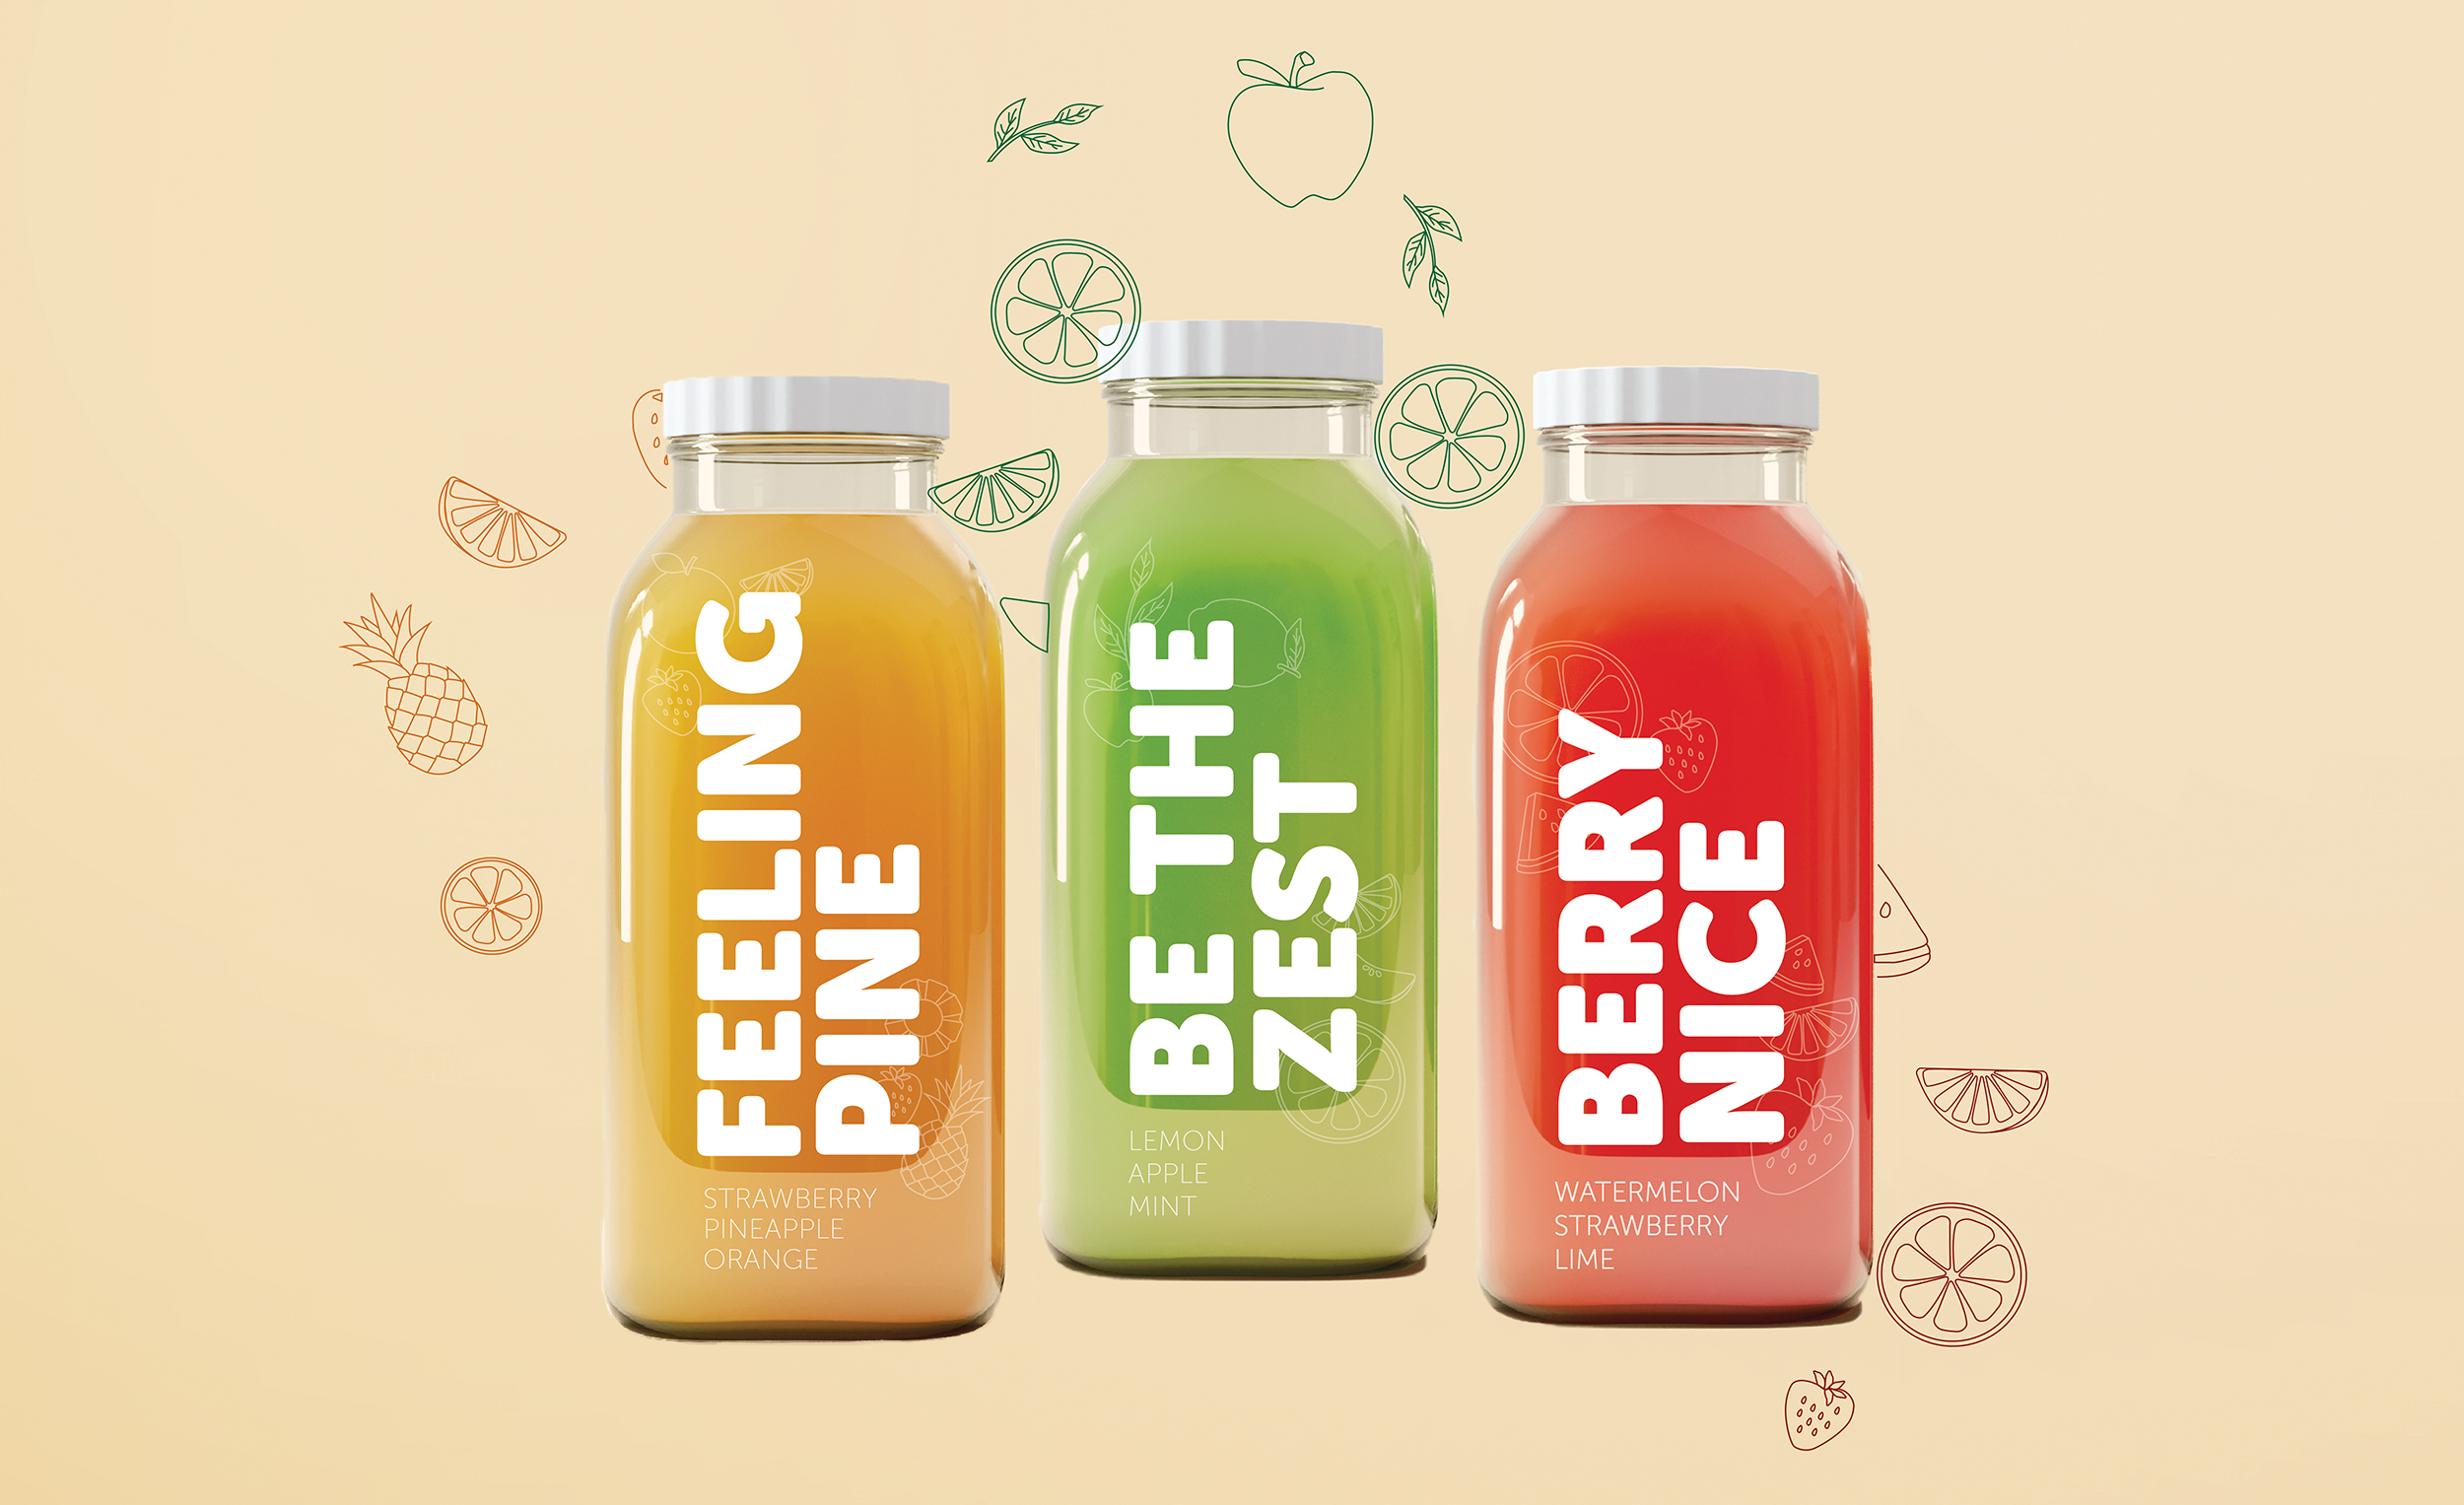 FEELING
PINE
STRAWBERRY
PINEAPPLE
ORANGE
BE THE
ZEST
LEMON
APPLE
MINT
BERRY
NICE
WATERMELON
STRAWBERRY
LIME